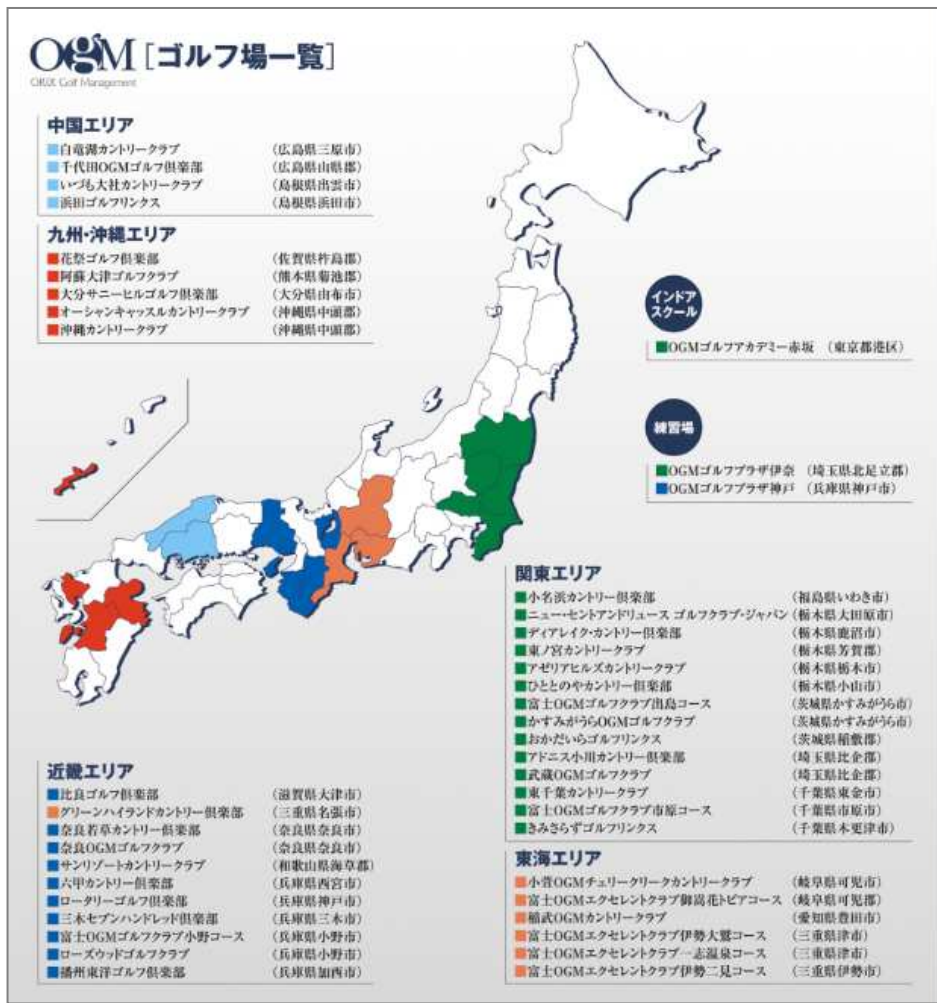 OGM [ゴルフ場一覧]
ORIX Golf Management
中国エリア
白竜湖カントリークラブ （広島県三原市）
千代田OGMゴルフ倶楽部 （広島県山県郡）
いづも大社カントリークラブ （島根県出雲市）
浜田ゴルフリンクス （島根県浜田市）
九州・沖縄エリア
花祭ゴルフ倶楽部 （佐賀県杵島郡）
阿蘇大津ゴルフクラブ （熊本県菊池郡）
大分サニーヒルゴルフ倶楽部 （大分県由布市）
オーシャンキャッスルカントリークラブ （沖縄県中頭郡）
沖縄カントリークラブ （沖縄県中頭郡）
インドア
スクール
OGMゴルフアカデミー赤坂 （東京都港区）
練習場
OGMゴルフプラザ伊奈 （埼玉県北足立郡）
OGMゴルフプラザ神戸 （兵庫県神戸市）
関東エリア
小名浜カントリー倶楽部 （福島県いわき市）
ニュー・セントアンドリュース ゴルフクラブ・ジャパン （栃木県大田原市）
ディアレイク・カントリー倶楽部 （栃木県鹿沼市）
東ノ宮カントリークラブ （栃木県芳賀郡）
アゼリアヒルズカントリークラブ （栃木県栃木市）
ひととのやカントリー倶楽部 （栃木県小山市）
富士OGMゴルフクラブ出島コース （茨城県かすみがうら市）
かすみがうらOGMゴルフクラブ （茨城県かすみがうら市）
おかだいらゴルフリンクス （茨城県稲敷郡）
アドニス小川カントリー倶楽部 （埼玉県比企郡）
武蔵OGMゴルフクラブ （埼玉県比企郡）
東千葉カントリークラブ （千葉県東金市）
富士OGMゴルフクラブ市原コース （千葉県市原市）
きみさらずゴルフリンクス （千葉県木更津市）
近畿エリア
比良ゴルフ倶楽部 （滋賀県大津市）
グリーンハイランドカントリー倶楽部 （三重県名張市）
奈良若草カントリー倶楽部 （奈良県奈良市）
奈良OGMゴルフクラブ （奈良県奈良市）
サンリゾートカントリークラブ （和歌山県海草郡）
六甲カントリー倶楽部 （兵庫県西宮市）
ロータリーゴルフ倶楽部 （兵庫県神戸市）
三木セブンハンドレッド倶楽部 （兵庫県三木市）
富士OGMゴルフクラブ小野コース （兵庫県小野市）
ローズウッドゴルフクラブ （兵庫県小野市）
播州東洋ゴルフ倶楽部 （兵庫県加西市）
東海エリア
小萱OGMチェリークリークカントリークラブ （岐阜県可児市）
富士OGMエクセレントクラブ御嵩花トピアコース （岐阜県可児郡）
稲武OGMカントリークラブ （愛知県豊田市）
富士OGMエクセレントクラブ伊勢大鷲コース （三重県津市）
富士OGMエクセレントクラブ一志温泉コース （三重県津市）
富士OGMエクセレントクラブ伊勢二見コース （三重県伊勢市）